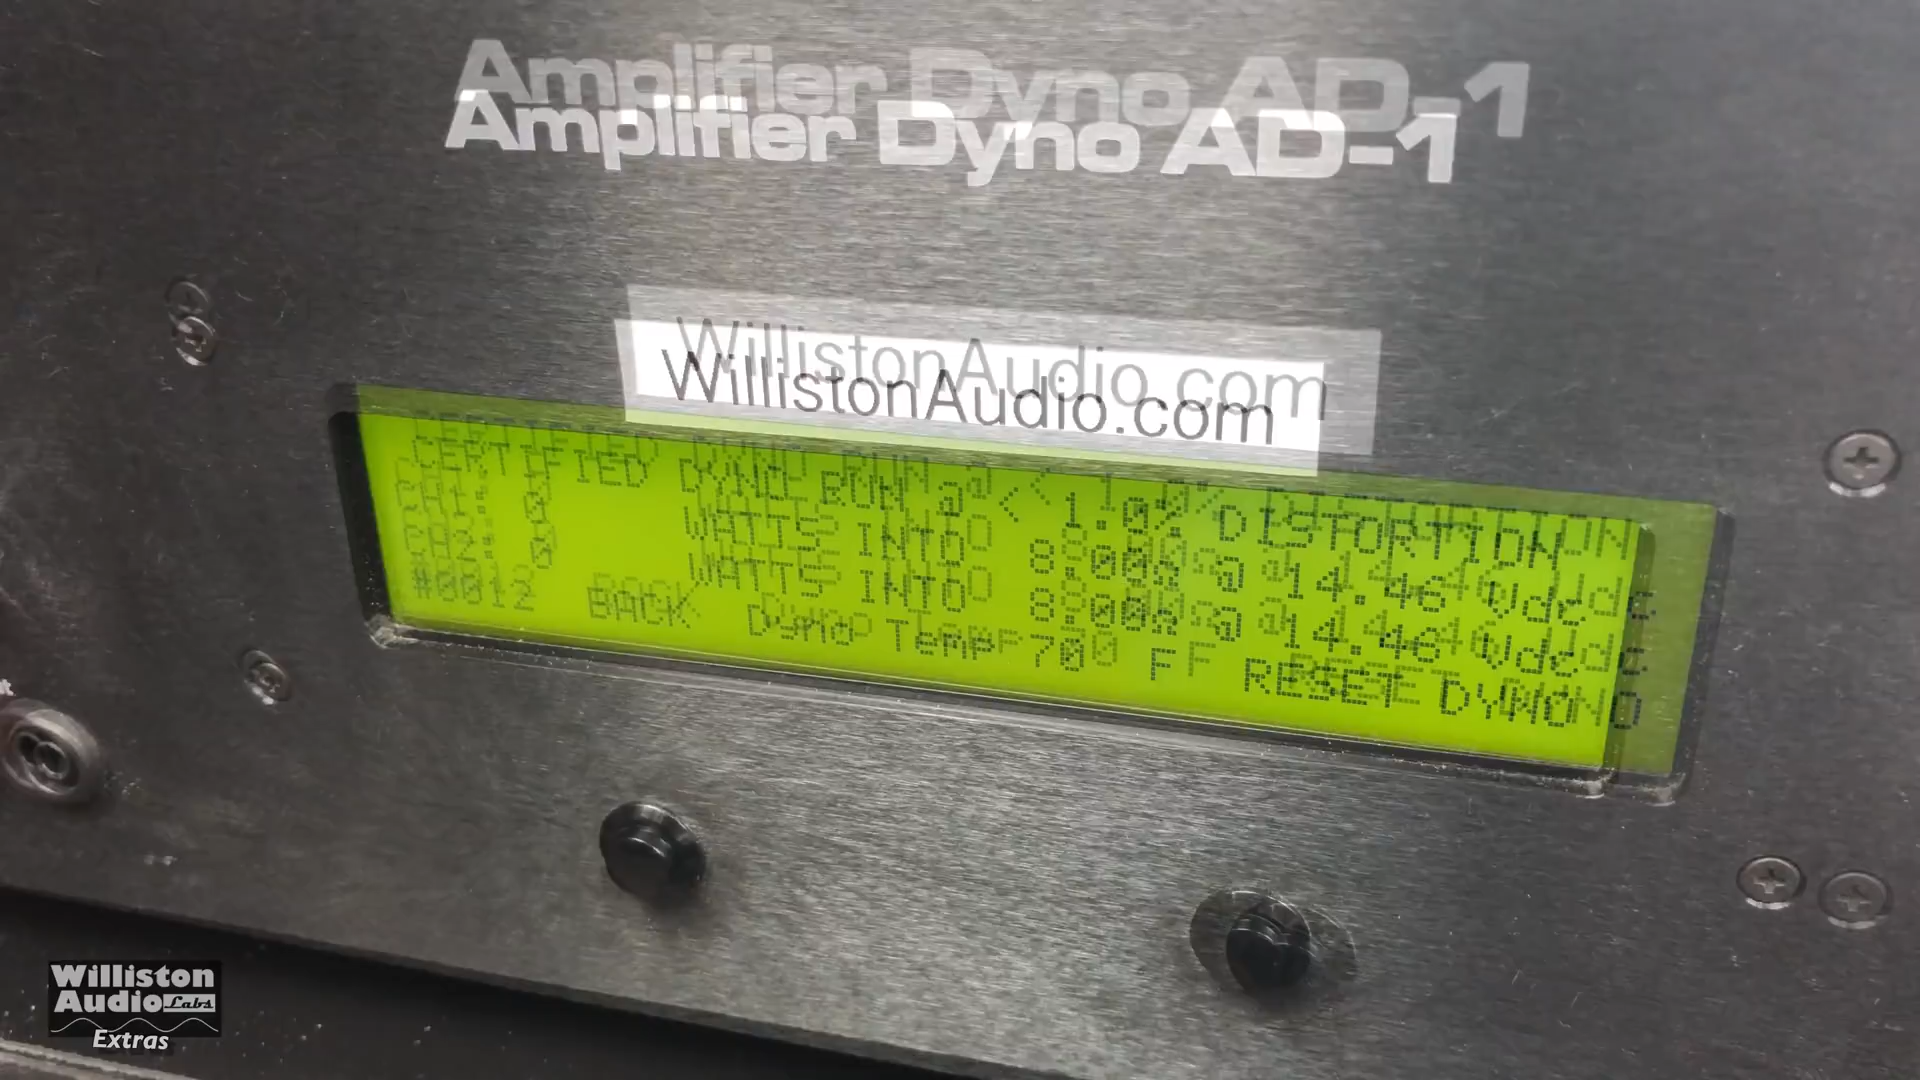 Amplifier Dyno AD-1
WillistonAudio.com
CERTIFIED DYNO RUN @ < 1.0% DISTORTION
CH1: 0 WATTS INTO 8.00Ω @ 14.46 Vdc
CH2: 0 WATTS INTO 8.00Ω @ 14.46 Vdc
#0012 BACK Dyno Temp 70 F RESET DYNO
Williston
Audio Labs
Extras